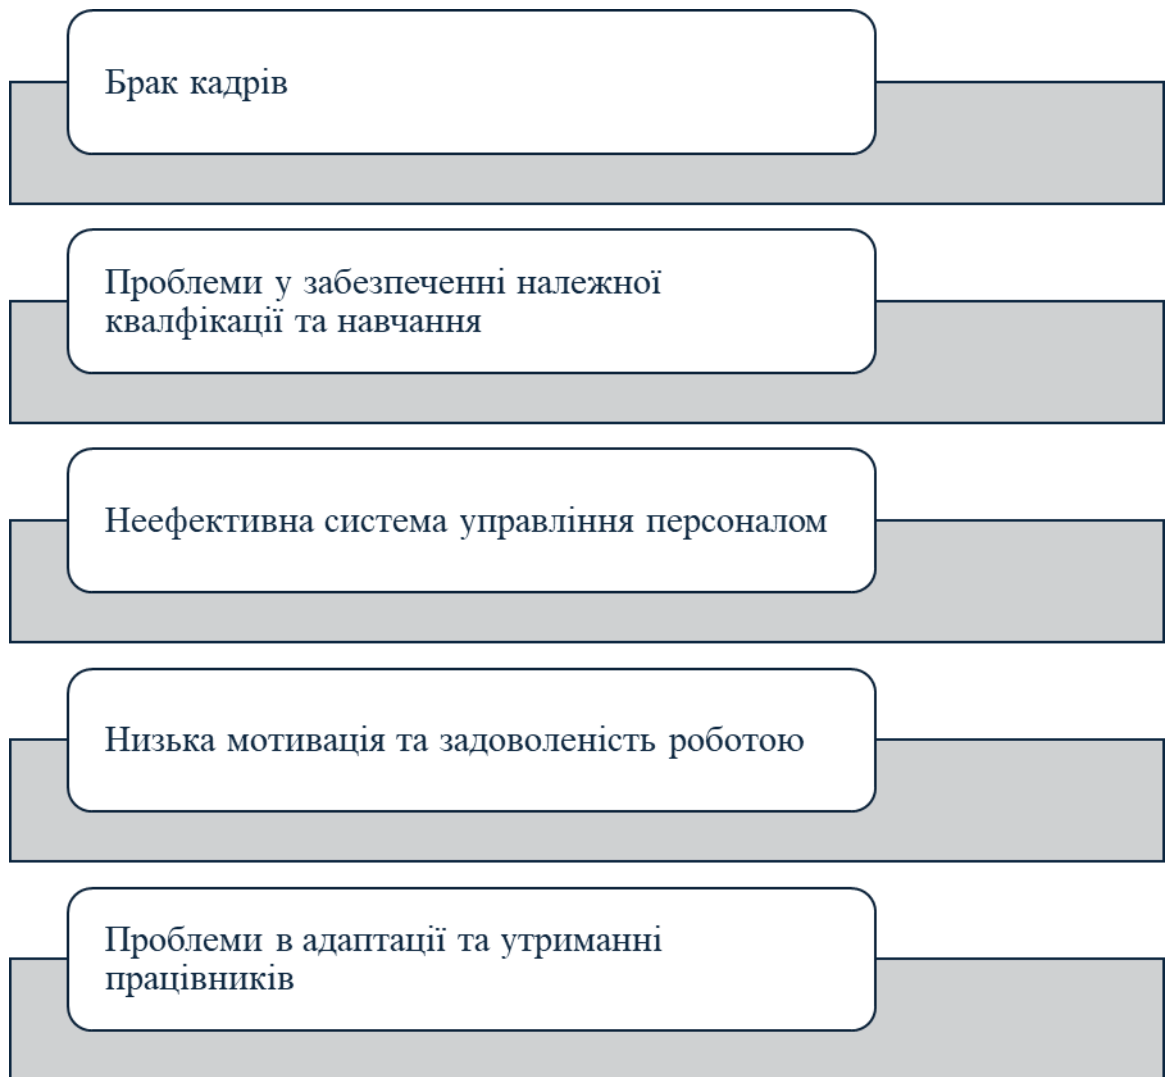 Брак кадрів
Проблеми у забезпеченні належної
квалфікації та навчання
Неефективна система управління персоналом
Низька мотивація та задоволеність роботою
Проблеми в адаптації та утриманні
працівників